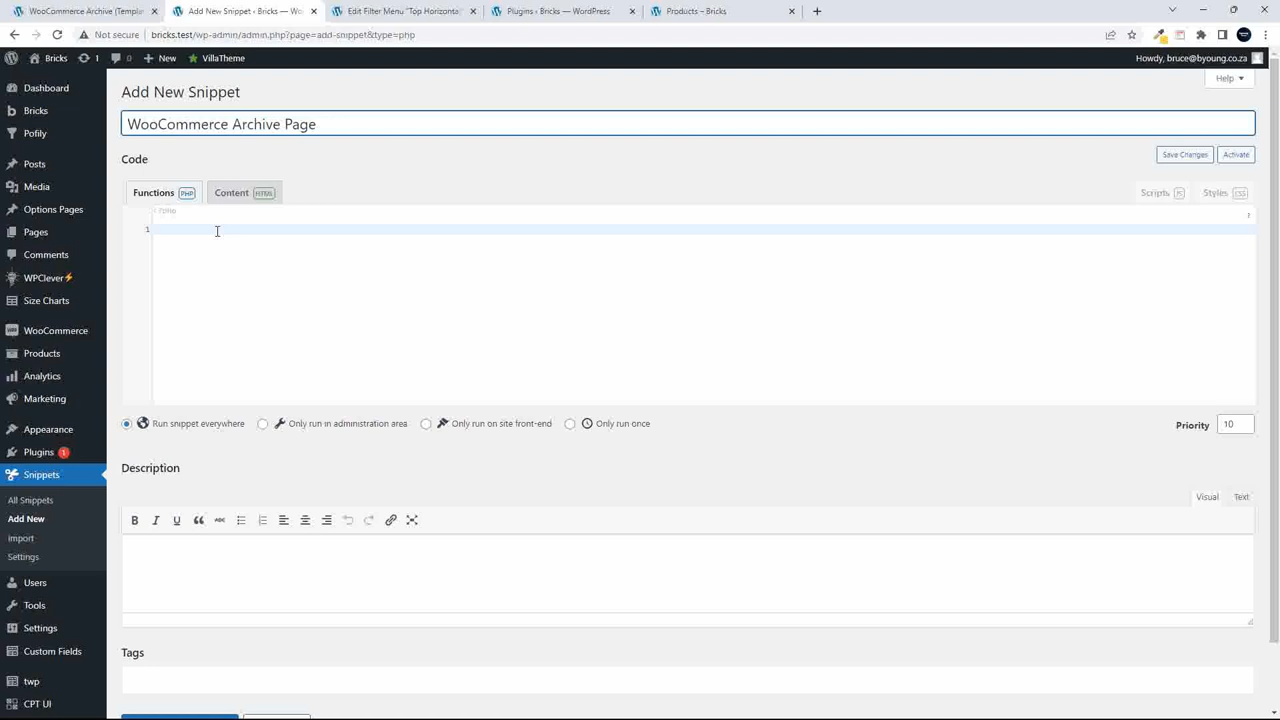 WooCommerce Archive (Templat
Add New Snippet ‹ Bricks — Wo
Edit Filter Menu "Top Horizontal
Plugins ‹ Bricks — WordPress
Products – Bricks
Not secure
bricks.test/wp-admin/admin.php?page=add-snippet&type=php
Bricks
1
0
New
VillaTheme
Howdy, bruce@byoung.co.za
Help
Dashboard
Bricks
Pofily
Posts
Media
Options Pages
Pages
Comments
WPClever⚡
Size Charts
WooCommerce
Products
Analytics
Marketing
Appearance
Plugins 1
Snippets
All Snippets
Add New
Import
Settings
Users
Tools
Settings
Custom Fields
twp
CPT UI
Add New Snippet
WooCommerce Archive Page
Code
Save Changes
Activate
Functions PHP
Content HTML
Scripts JS
Styles CSS
<?php
?
1
Run snippet everywhere
Only run in administration area
Only run on site front-end
Only run once
Priority 10
Description
Visual
Text
B I U ABC
Tags